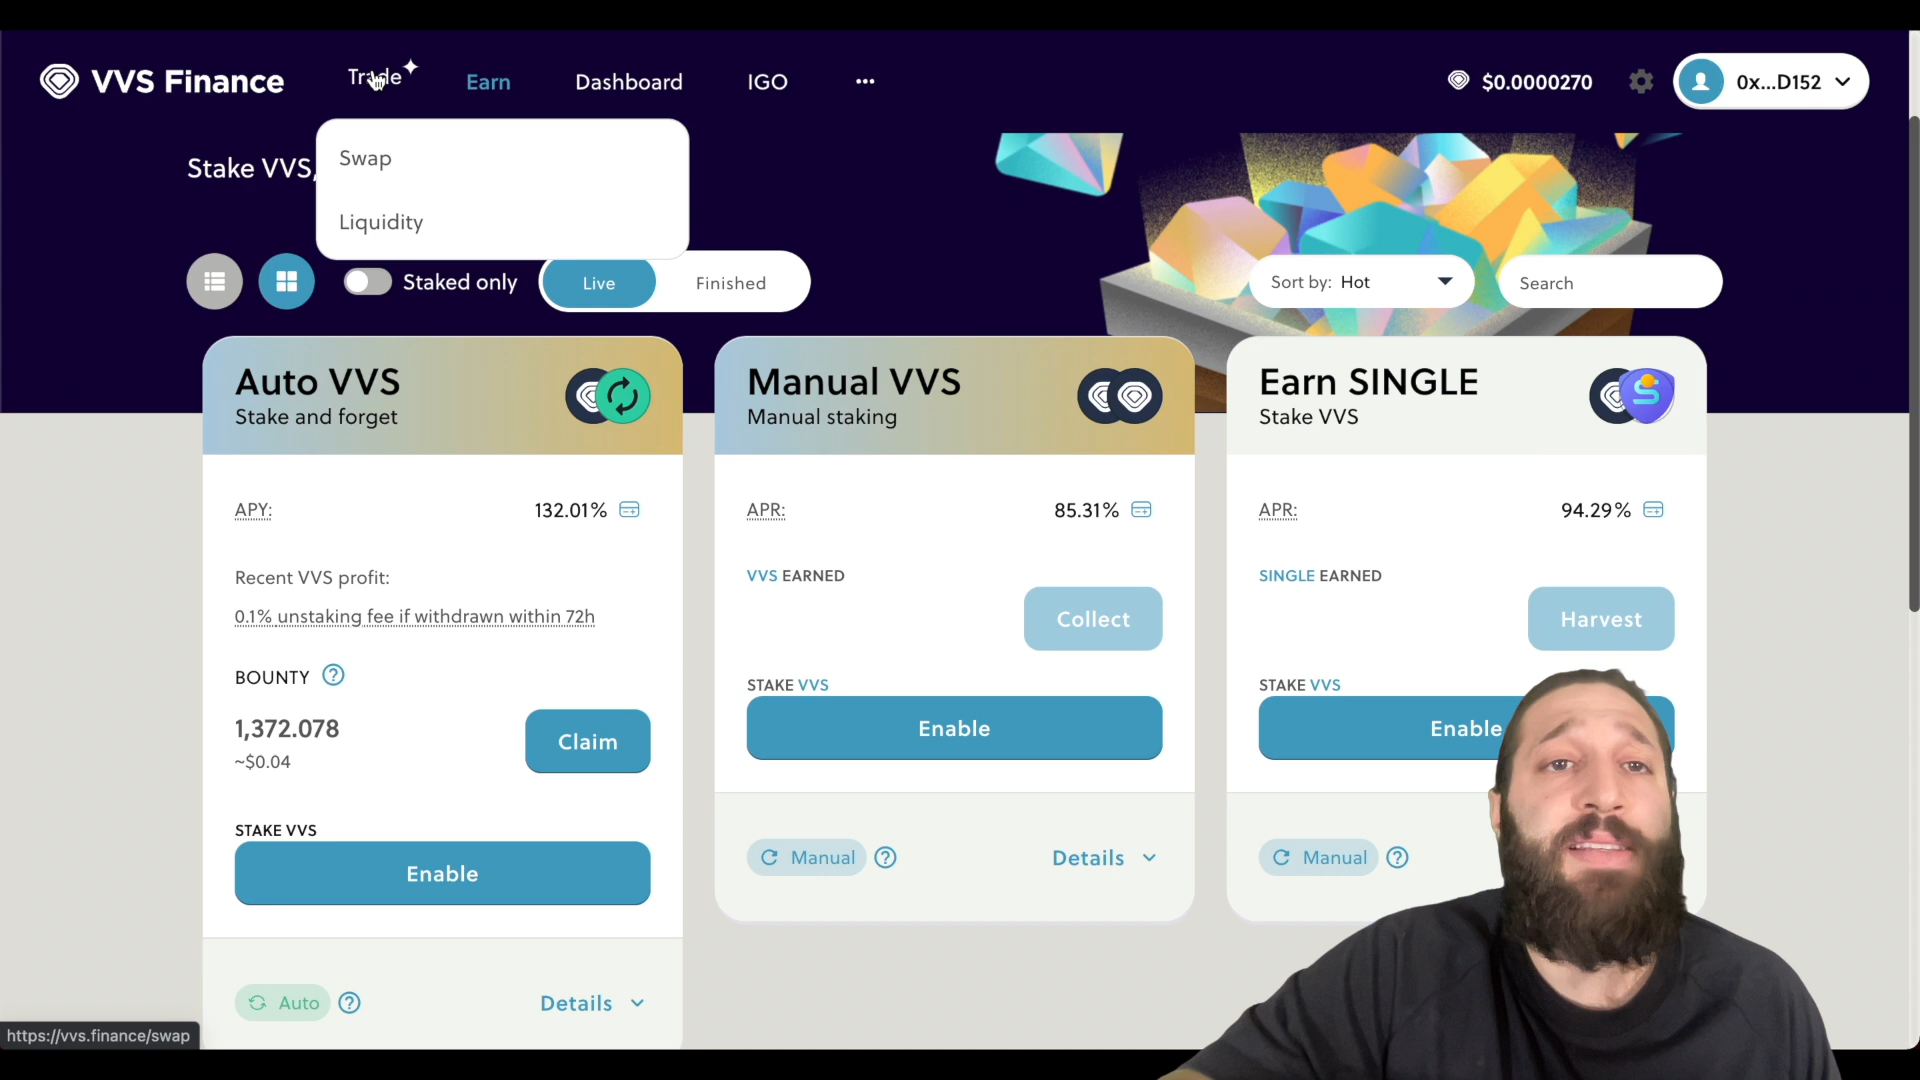 VVS Finance
Trade
Earn
Dashboard
IGO
$0.0000270
0x...D152
Swap
Liquidity
Stake VVS,
Staked only
Live
Finished
Sort by: Hot
Search
Auto VVS
Stake and forget
APY:
132.01%
Recent VVS profit:
0.1% unstaking fee if withdrawn within 72h
BOUNTY
1,372.078
~$0.04
Claim
STAKE VVS
Enable
Auto
Details
Manual VVS
Manual staking
APR:
85.31%
VVS EARNED
Collect
STAKE VVS
Enable
Manual
Details
Earn SINGLE
Stake VVS
APR:
94.29%
SINGLE EARNED
Harvest
STAKE VVS
Enable
Manual
https://vvs.finance/swap